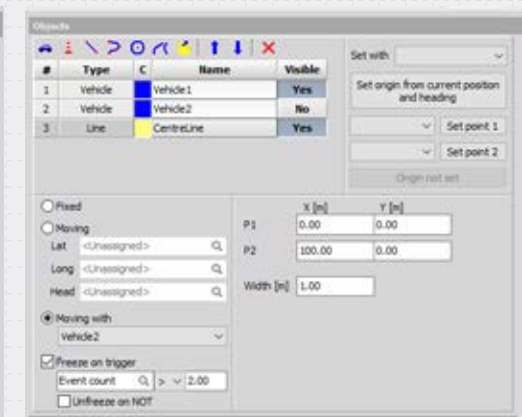 Objects
# Type C Name Visible
1 Vehicle Vehicle1 Yes
2 Vehicle Vehicle2 No
3 Line CentreLine Yes
Set with
Set origin from current position
and heading
Set point 1
Set point 2
Origin not set
Fixed
Moving
Lat <Unassigned>
Long <Unassigned>
Head <Unassigned>
Moving with
Vehicle2
Freeze on trigger
Event count > 2.00
Unfreeze on NOT
X [m] Y [m]
P1 0.00 0.00
P2 100.00 0.00
Width [m] 1.00